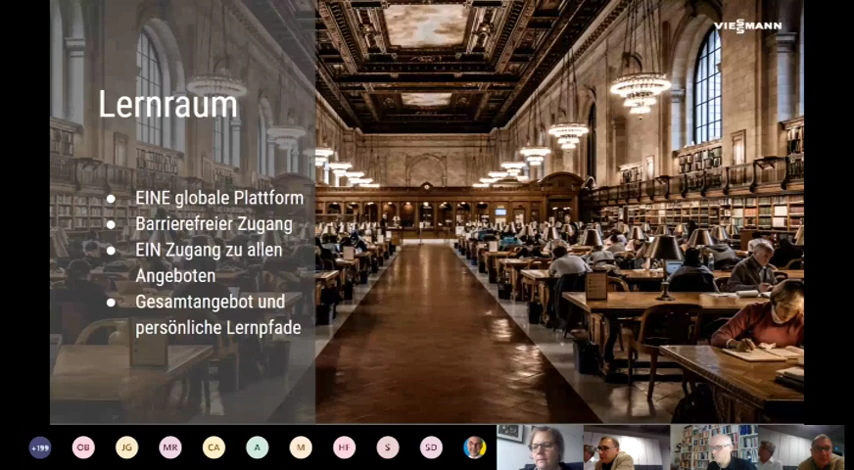 VIESMANN
Lernraum
● EINE globale Plattform
● Barrierefreier Zugang
● EIN Zugang zu allen
Angeboten
● Gesamtangebot und
persönliche Lernpfade
+199 OB JG MR CA A M HF S SD